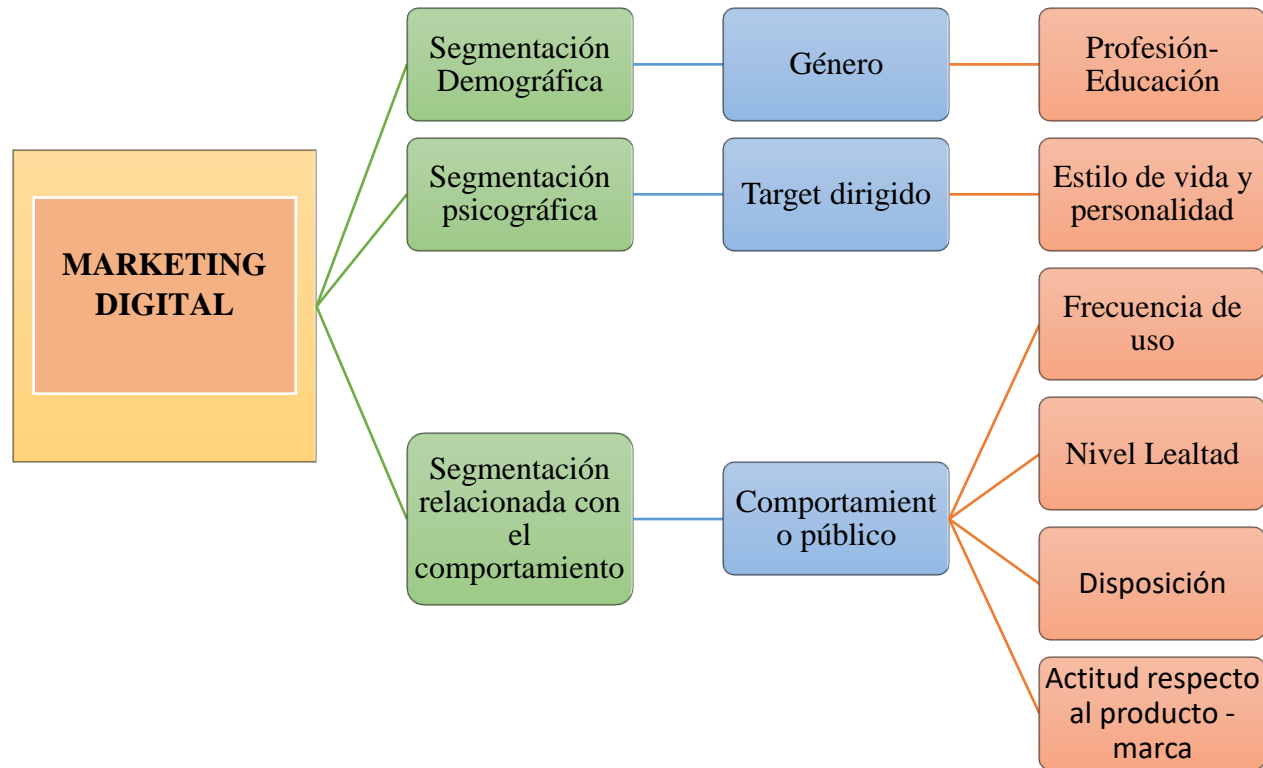 Segmentación
Demográfica
Género
Profesión-
Educación
Segmentación
psicográfica
Target dirigido
Estilo de vida y
personalidad
MARKETING
DIGITAL
Frecuencia de
uso
Nivel Lealtad
Segmentación
relacionada con
el
comportamiento
Comportamient
o público
Disposición
Actitud respecto
al producto -
marca